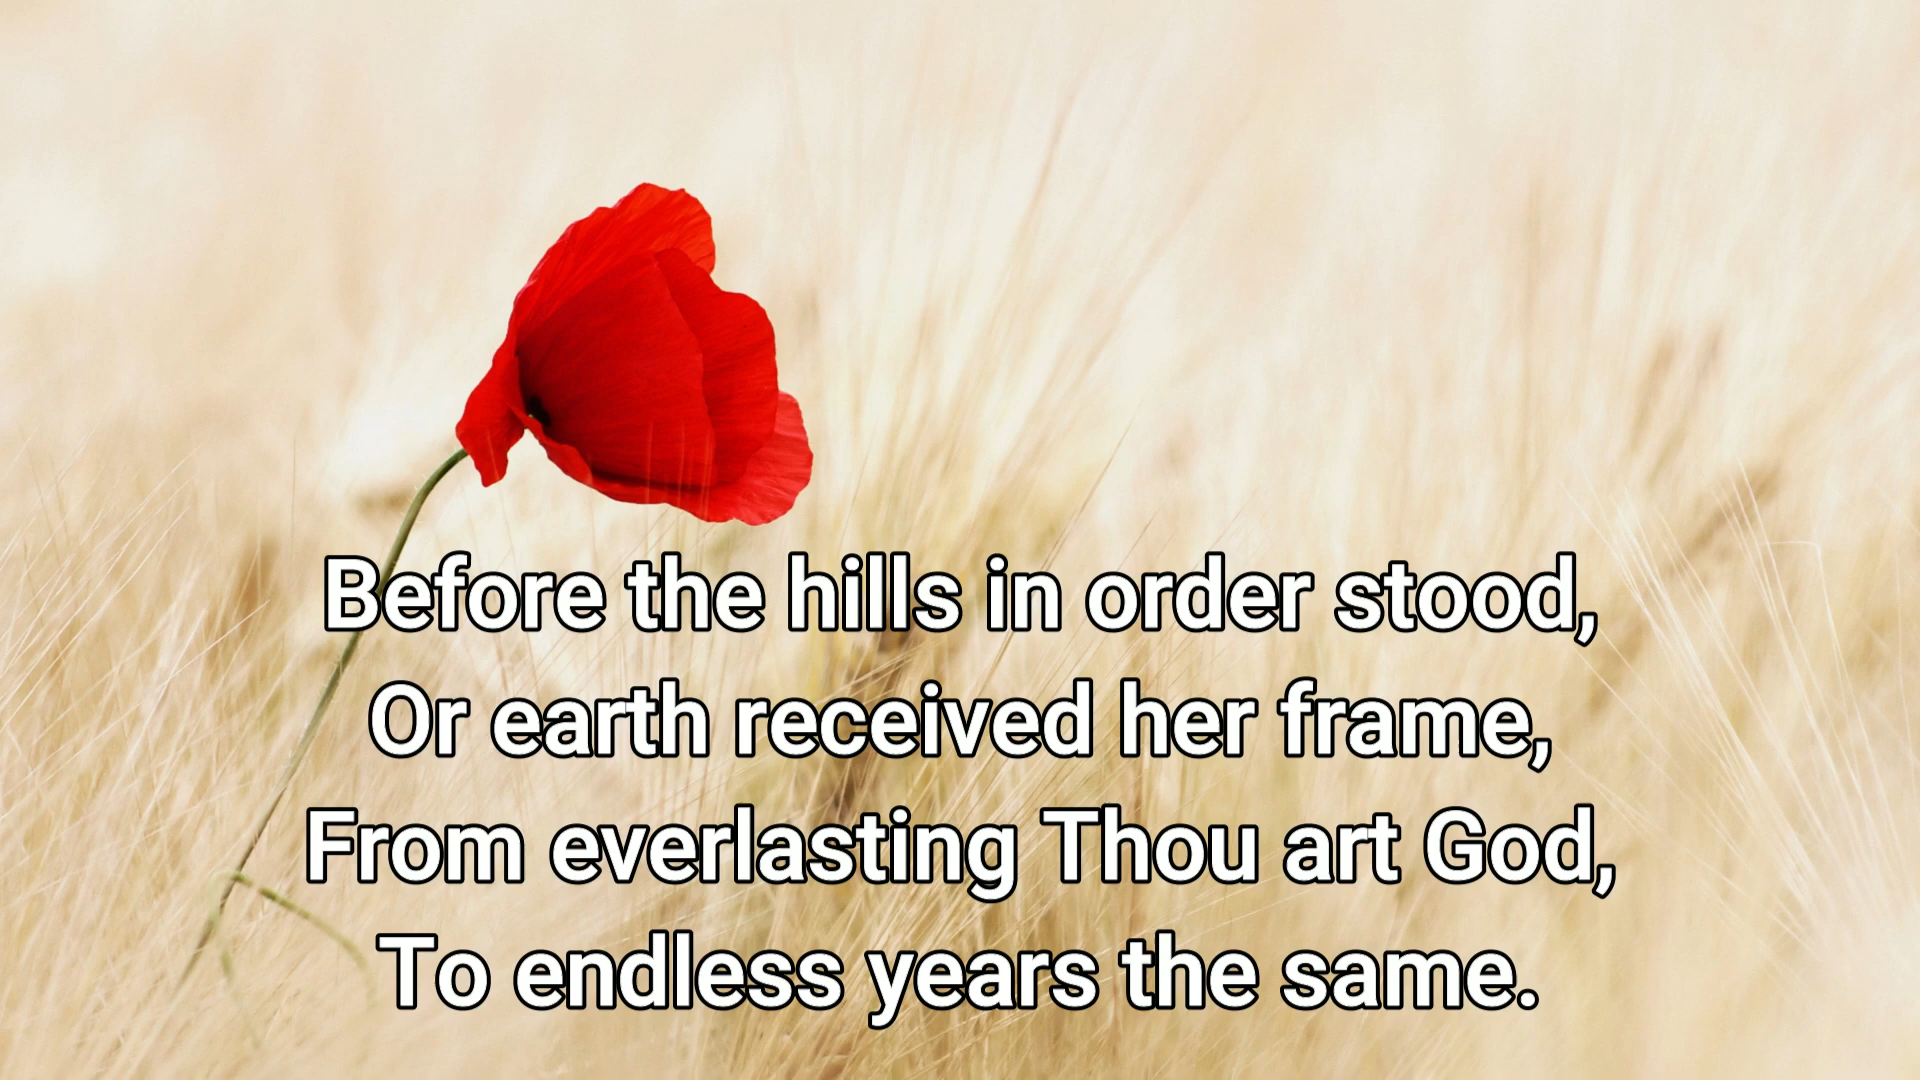 Before the hills in order stood,
Or earth received her frame,
From everlasting Thou art God,
To endless years the same.